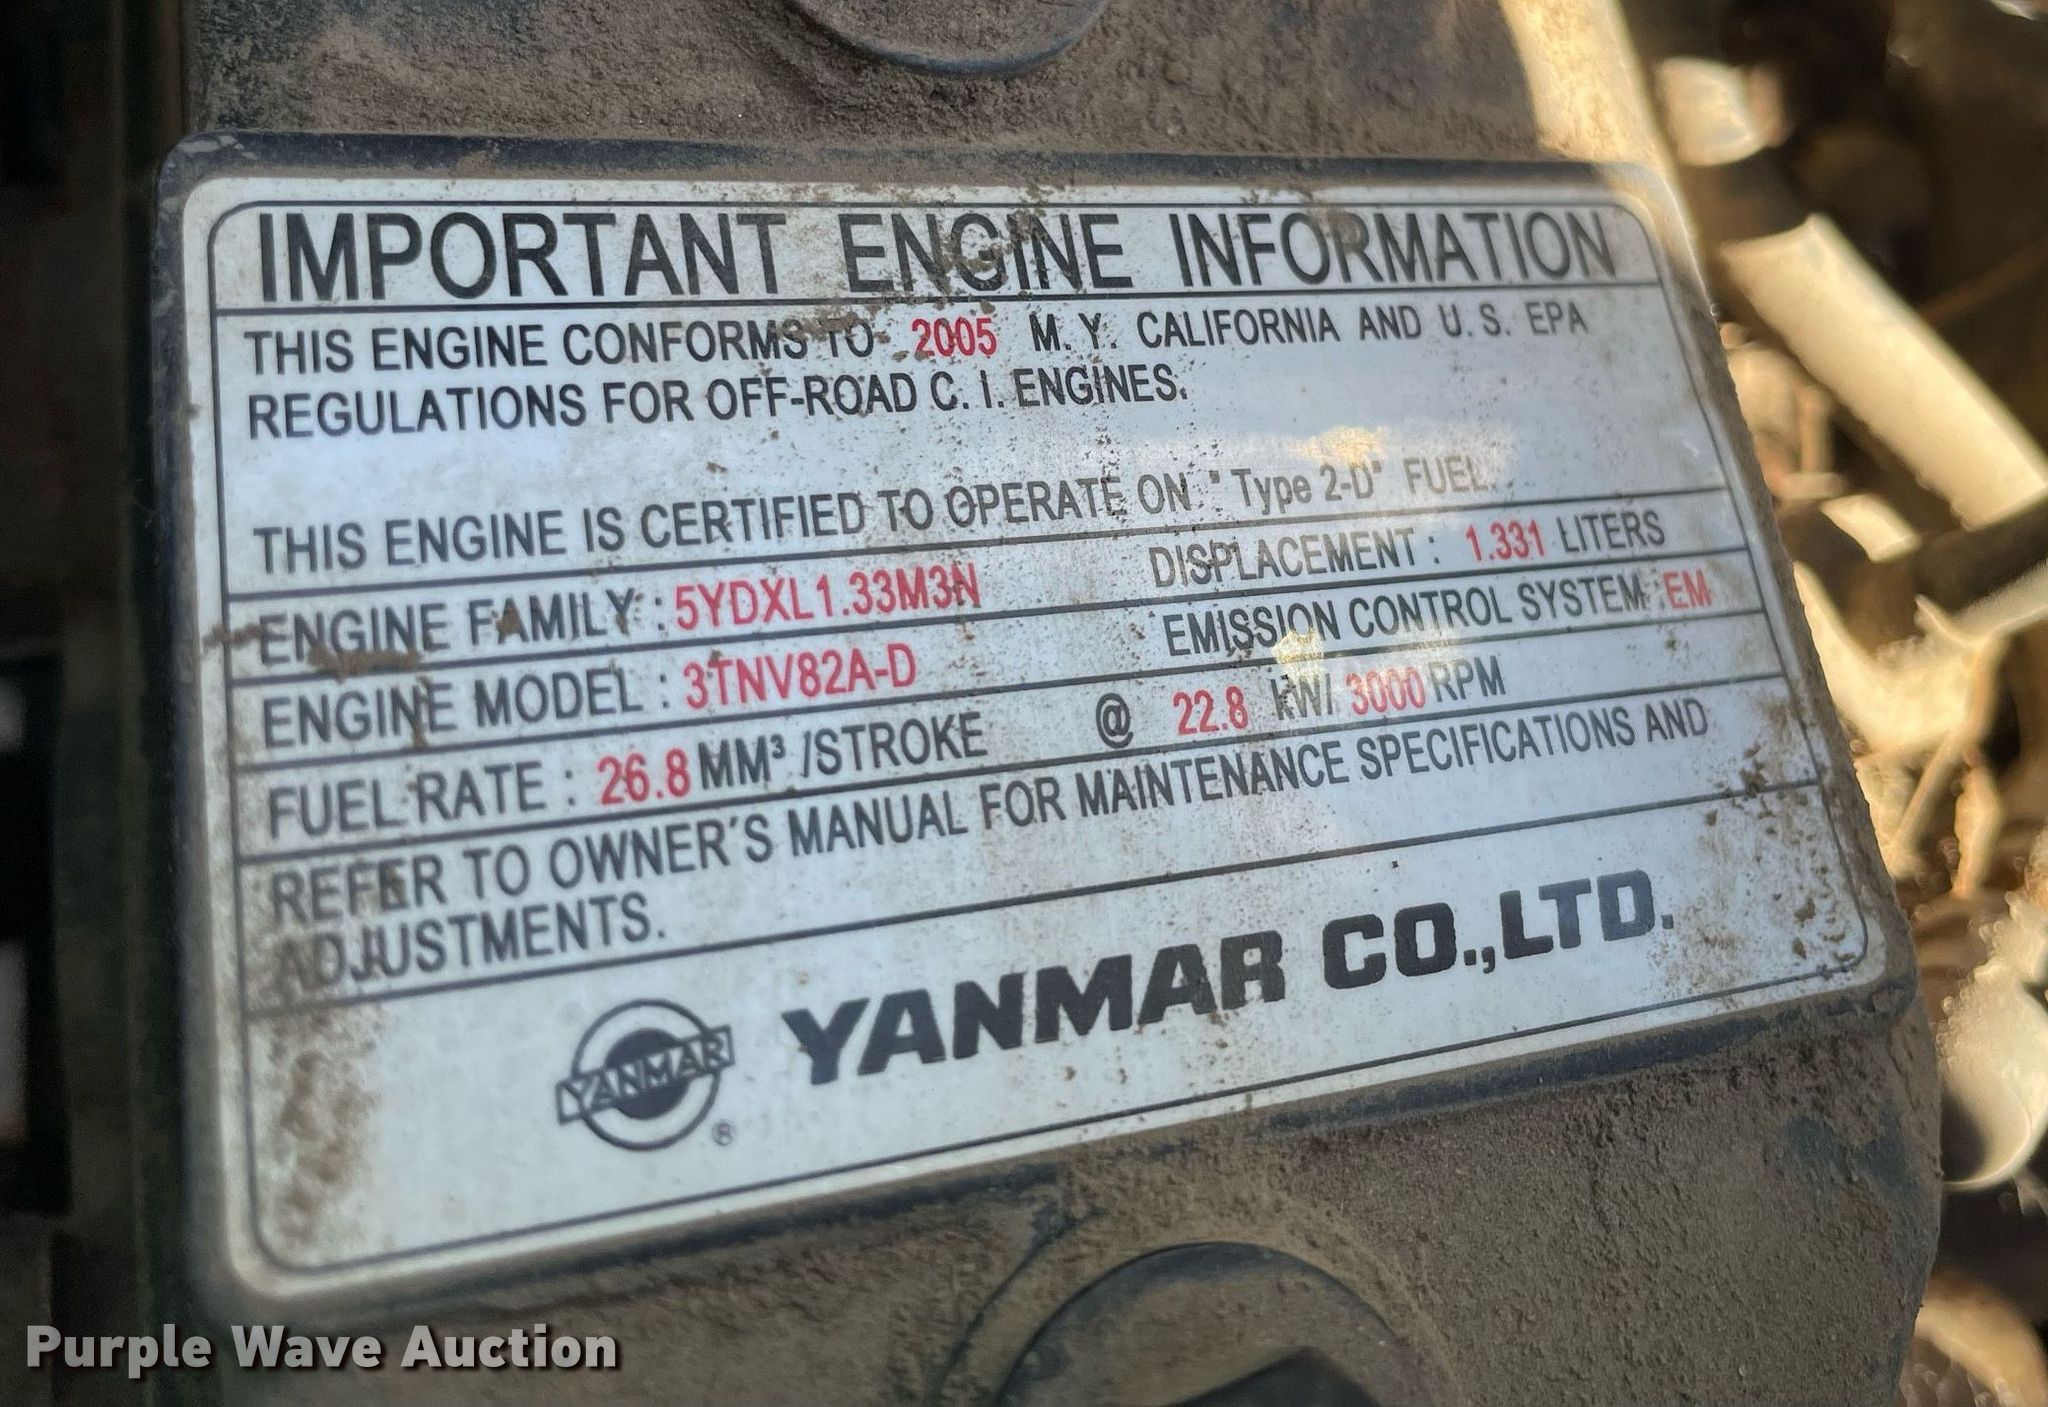 IMPORTANT ENGINE INFORMATION
THIS ENGINE CONFORMS TO 2005 M. Y. CALIFORNIA AND U. S. EPA
REGULATIONS FOR OFF-ROAD C. I. ENGINES.
THIS ENGINE IS CERTIFIED TO OPERATE ON "Type 2-D" FUEL.
ENGINE FAMILY : 5YDXL1.33M3N DISPLACEMENT : 1.331 LITERS
ENGINE MODEL : 3TNV82A-D EMISSION CONTROL SYSTEM : EM
FUEL RATE : 26.8 MM³ /STROKE @ 22.8 kW/ 3000 RPM
REFER TO OWNER'S MANUAL FOR MAINTENANCE SPECIFICATIONS AND
ADJUSTMENTS.
YANMAR ® YANMAR CO.,LTD.
Purple Wave Auction